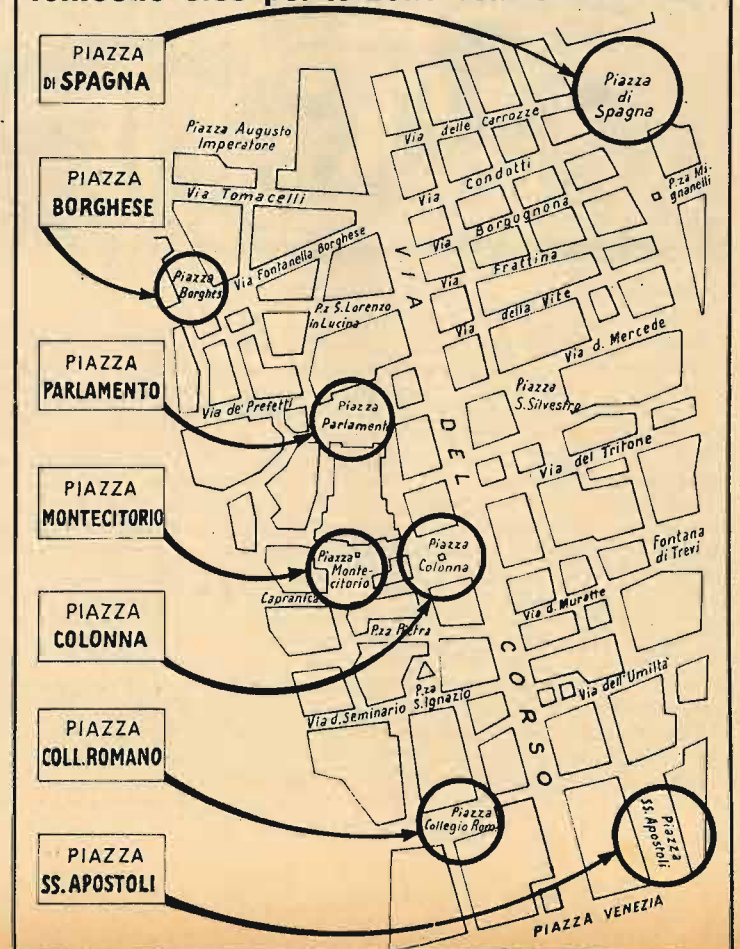 PIAZZA
DI SPAGNA
PIAZZA
BORGHESE
PIAZZA
PARLAMENTO
PIAZZA
MONTECITORIO
PIAZZA
COLONNA
PIAZZA
COLL.ROMANO
PIAZZA
SS.APOSTOLI
Piazza
di
Spagna
Piazza Augusto
Imperatore
Via delle Carrozze
P.za Mi-
gnanelli
Via Condotti
Via Tomacelli
Via Borgognona
Via Fontanella Borghese
Via Frattina
Piazza
Borghes
P.z S.Lorenzo
in Lucina
Via della Vite
Via d. Mercede
Piazza
S.Silvestro
Via de' Prefetti
Piazza
Parlament
Via del Tritone
VIA DEL CORSO
Piazza
Monte-
citorio
Piazza
Colonna
Fontana
di Trevi
Capranica
Via d. Muratte
P.za Pietra
P.za
S.Ignazio
Via d. Seminario
Via dell'Umiltà
Piazza
Collegio Rom
Piazza
SS. Apostoli
PIAZZA VENEZIA